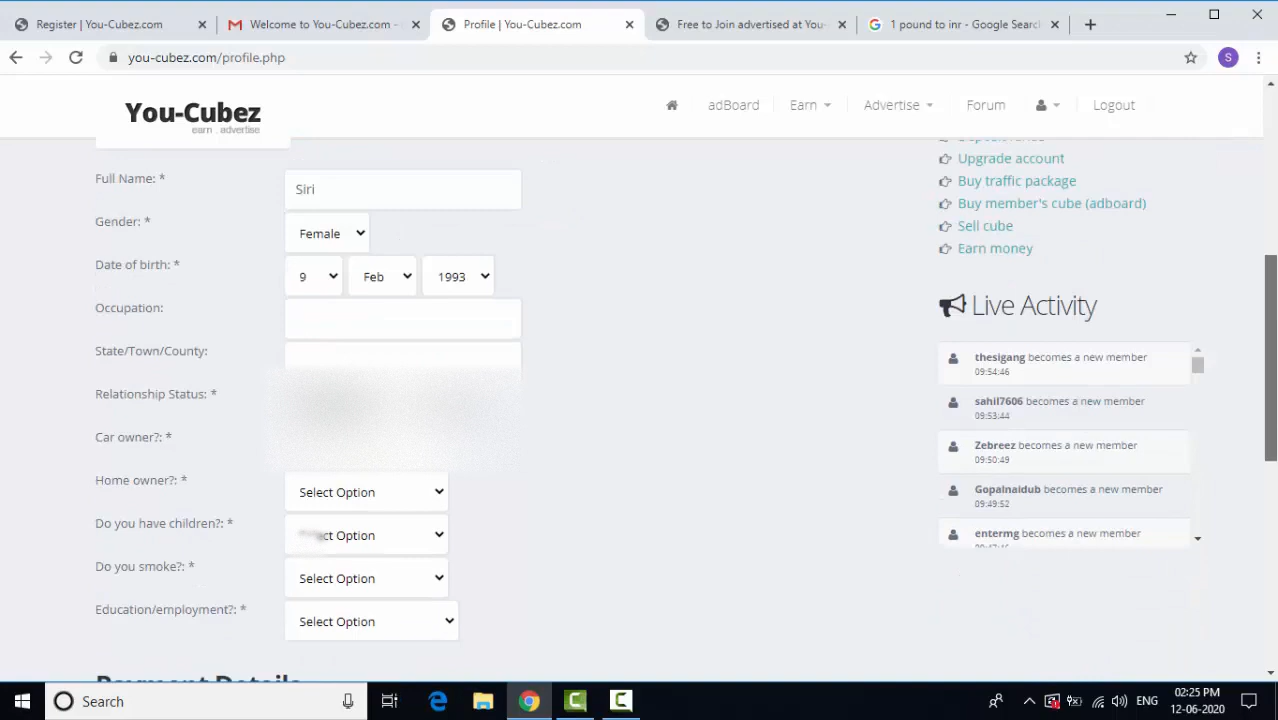 Register | You-Cubez.com
Welcome to You-Cubez.com -
Profile | You-Cubez.com
Free to Join advertised at You-
1 pound to inr - Google Search
you-cubez.com/profile.php
S
You-Cubez
earn . advertise
adBoard
Earn
Advertise
Forum
Logout
Full Name: *
Siri
Gender: *
Female
Date of birth: *
9
Feb
1993
Occupation:
State/Town/County:
Relationship Status: *
Car owner?: *
Home owner?: *
Select Option
Do you have children?: *
ct Option
Do you smoke?: *
Select Option
Education/employment?: *
Select Option
Payment Details
Upgrade account
Buy traffic package
Buy member's cube (adboard)
Sell cube
Earn money
Live Activity
thesigang becomes a new member
09:54:46
sahil7606 becomes a new member
09:53:44
Zebreez becomes a new member
09:50:49
Gopalnaidub becomes a new member
09:49:52
entermg becomes a new member
Search
ENG
02:25 PM
12-06-2020